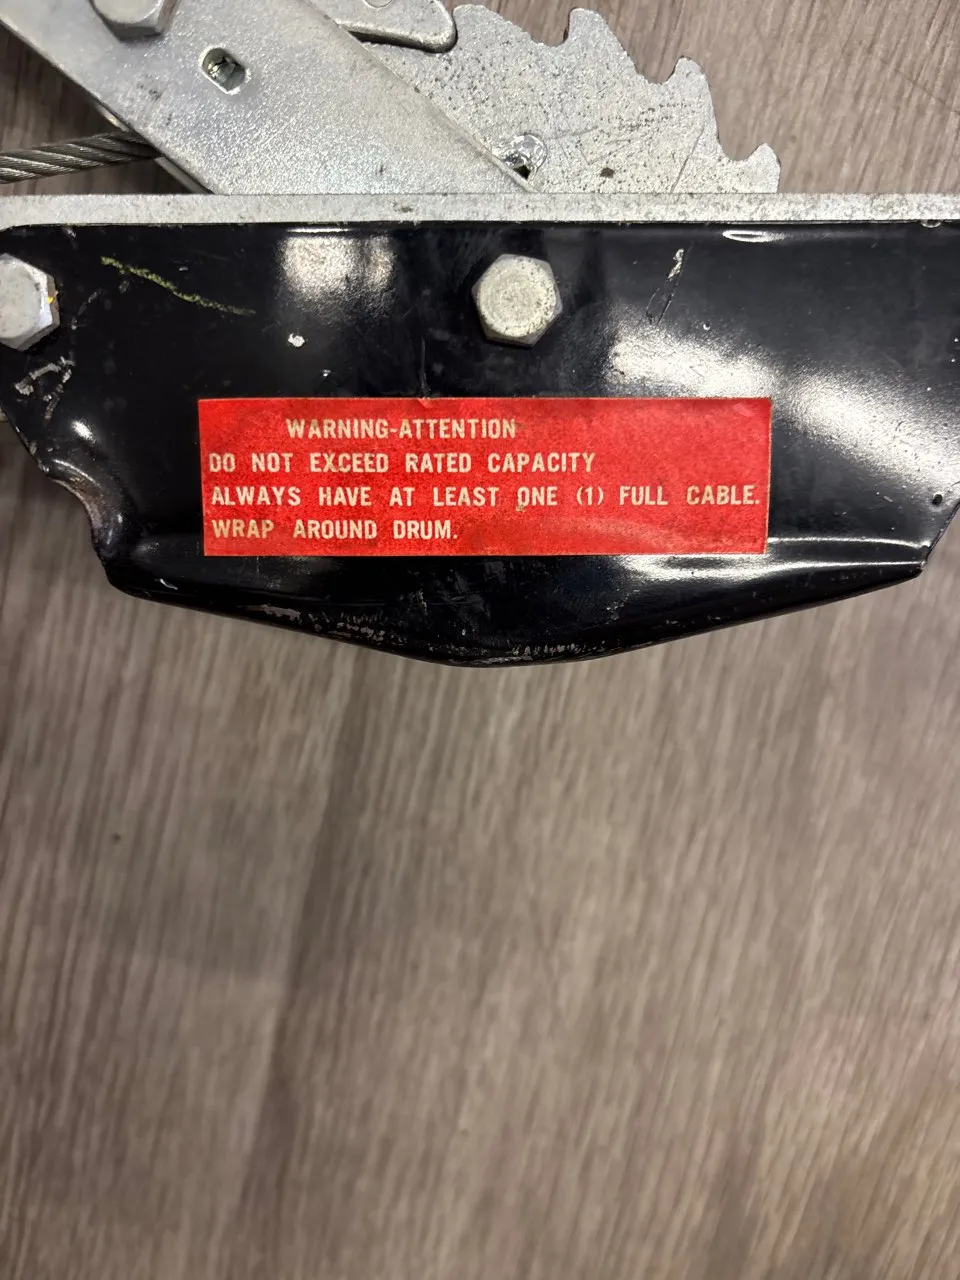 WARNING-ATTENTION
DO NOT EXCEED RATED CAPACITY
ALWAYS HAVE AT LEAST ONE (1) FULL CABLE.
WRAP AROUND DRUM.